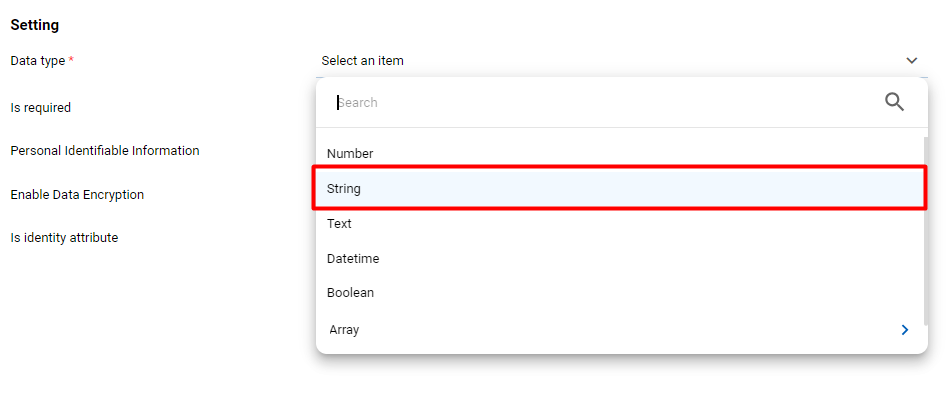 Setting
Data type *
Select an item
Search
Is required
Personal Identifiable Information
Enable Data Encryption
Is identity attribute
Number
String
Text
Datetime
Boolean
Array